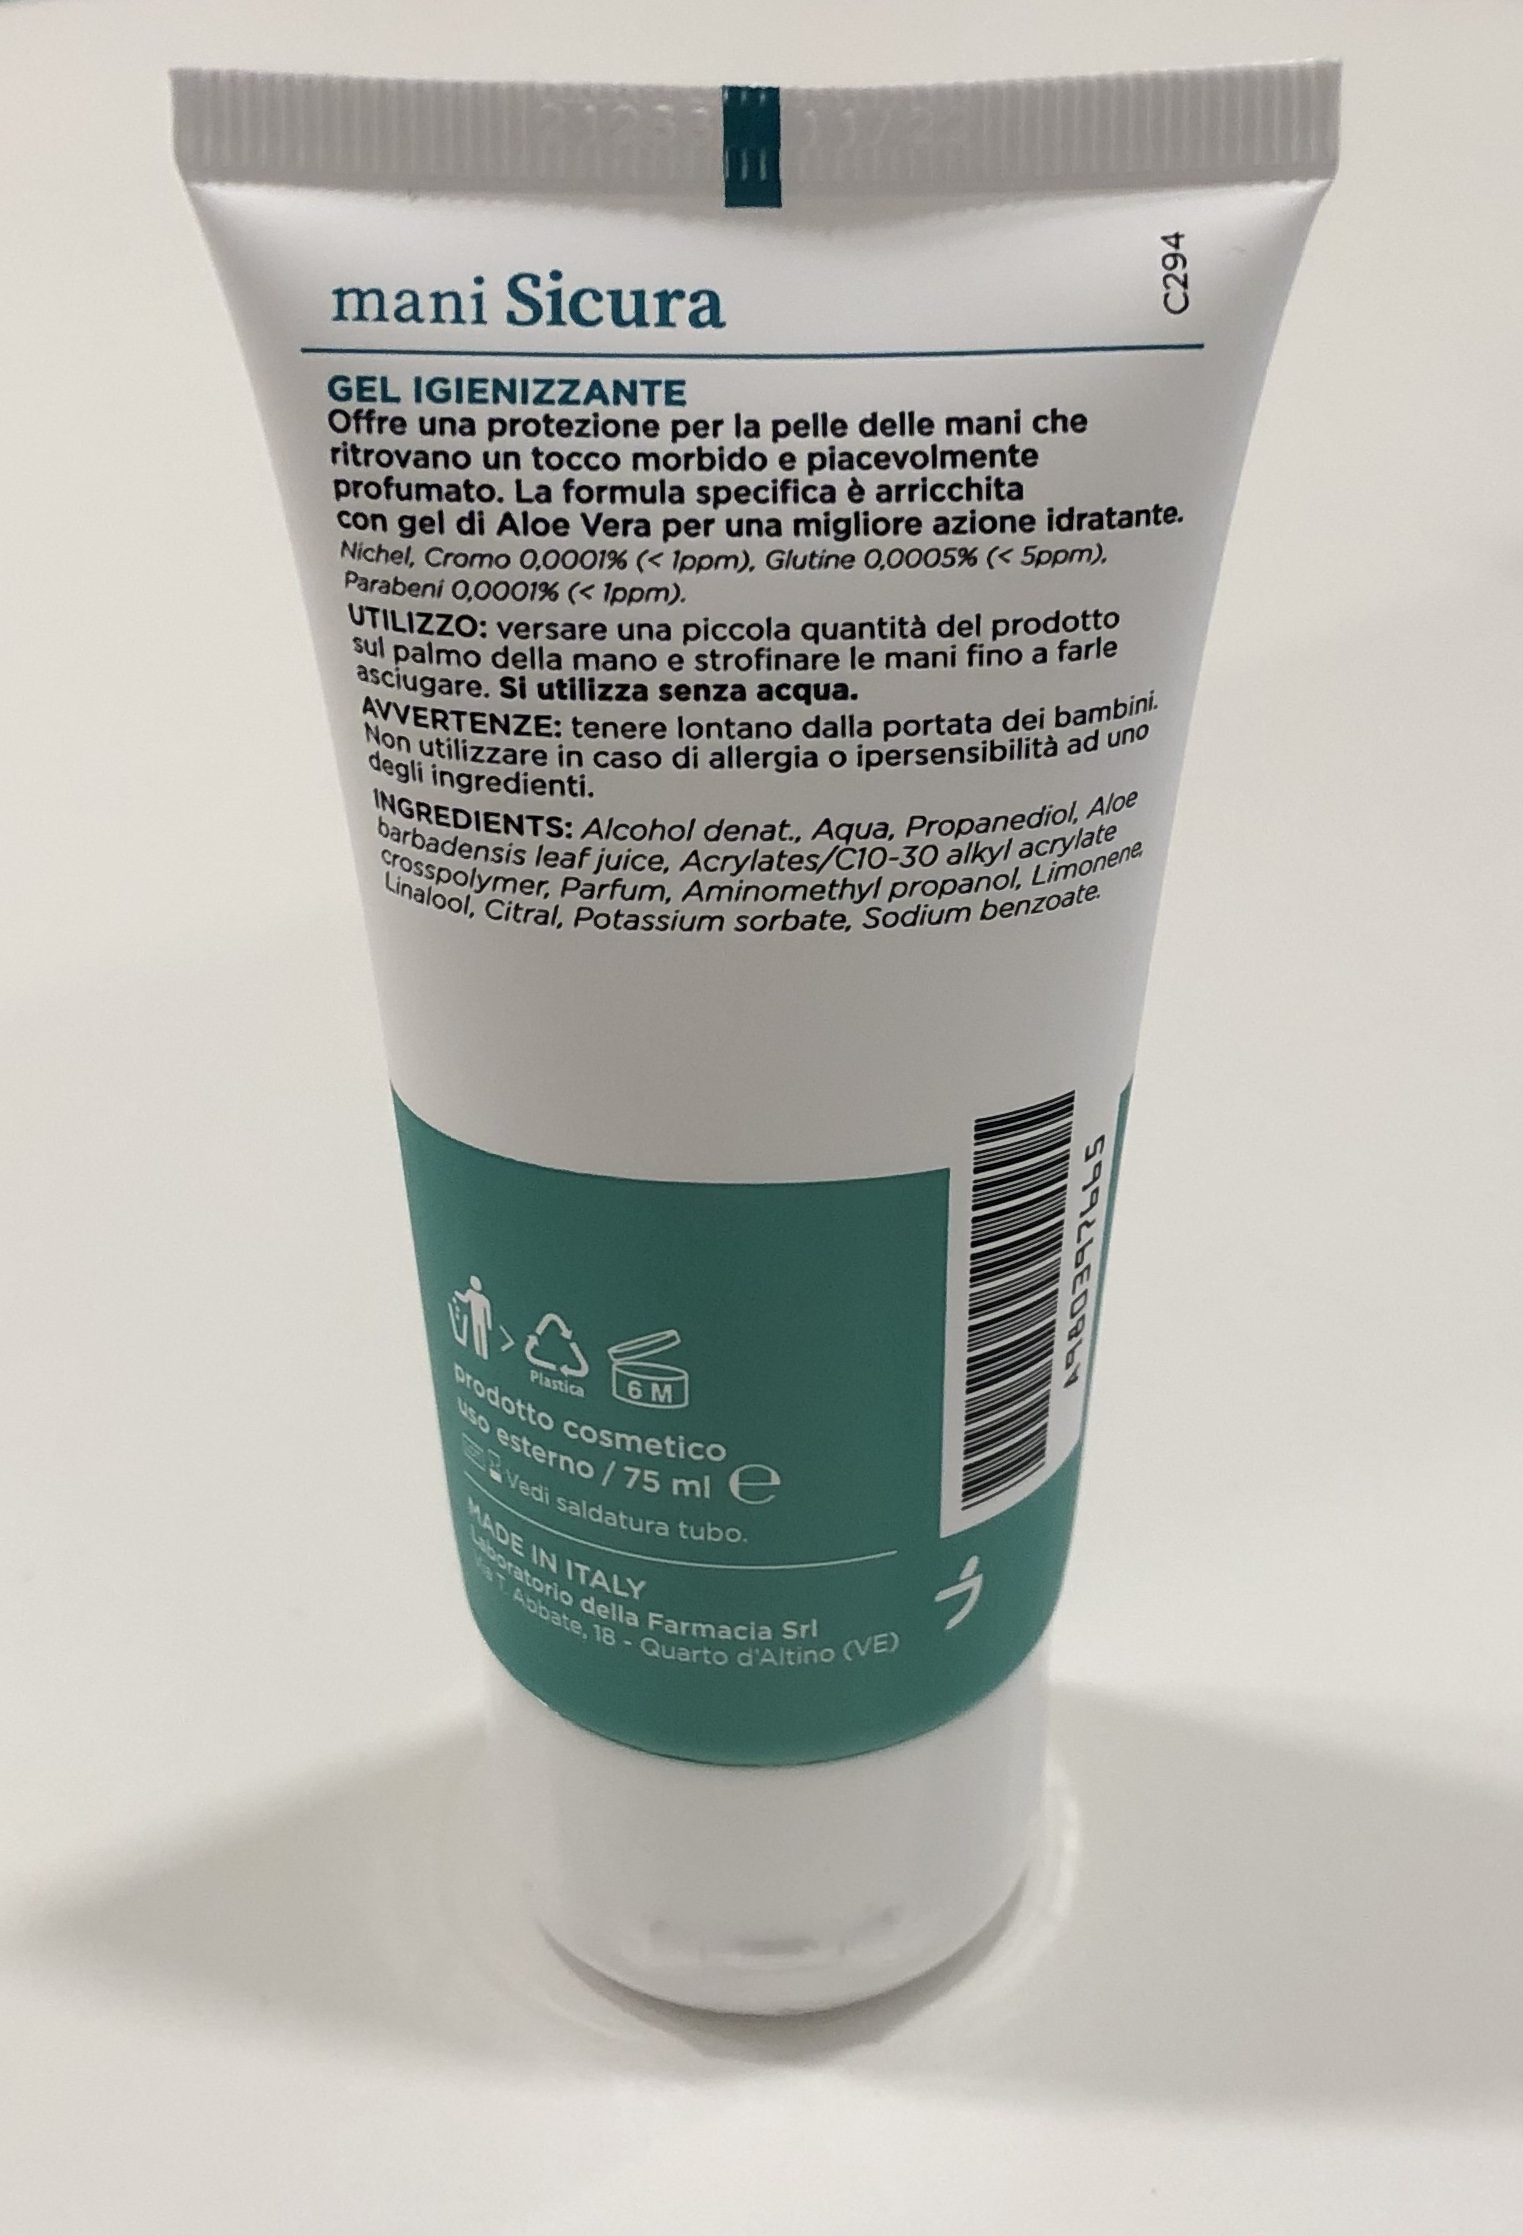 11/22
mani Sicura
C294
GEL IGIENIZZANTE
Offre una protezione per la pelle delle mani che
ritrovano un tocco morbido e piacevolmente
profumato. La formula specifica è arricchita
con gel di Aloe Vera per una migliore azione idratante.
Nichel, Cromo 0,0001% (< 1ppm), Glutine 0,0005% (< 5ppm),
Parabeni 0,0001% (< 1ppm).
UTILIZZO: versare una piccola quantità del prodotto
sul palmo della mano e strofinare le mani fino a farle
asciugare. Si utilizza senza acqua.
AVVERTENZE: tenere lontano dalla portata dei bambini.
Non utilizzare in caso di allergia o ipersensibilità ad uno
degli ingredienti.
INGREDIENTS: Alcohol denat., Aqua, Propanediol, Aloe
barbadensis leaf juice, Acrylates/C10-30 alkyl acrylate
crosspolymer, Parfum, Aminomethyl propanol, Limonene,
Linalool, Citral, Potassium sorbate, Sodium benzoate.
A980397665
Plastica
6 M
prodotto cosmetico
uso esterno / 75 ml e
Vedi saldatura tubo.
MADE IN ITALY
Laboratorio della Farmacia Srl
Via T. Abbate, 18 - Quarto d'Altino (VE)